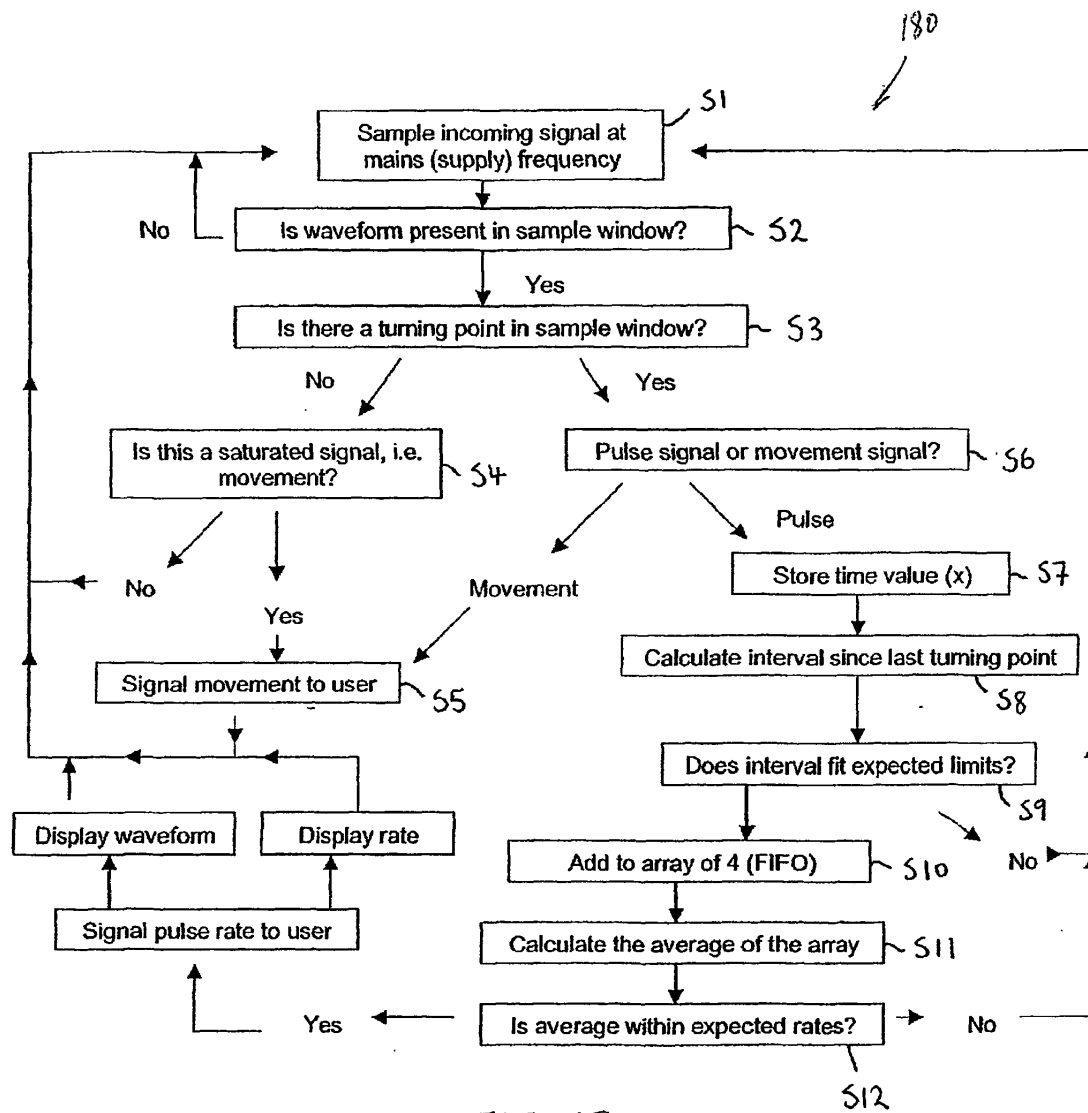 180
S1
Sample incoming signal at
mains (supply) frequency
No
Is waveform present in sample window?
S2
Yes
Is there a turning point in sample window?
S3
No
Yes
Is this a saturated signal, i.e.
movement?
S4
Pulse signal or movement signal?
S6
Pulse
No
Movement
Store time value (x)
S7
Yes
Calculate interval since last turning point
S8
Signal movement to user
S5
Does interval fit expected limits?
S9
Display waveform
Display rate
No
Add to array of 4 (FIFO)
S10
Signal pulse rate to user
Calculate the average of the array
S11
Yes
Is average within expected rates?
No
S12